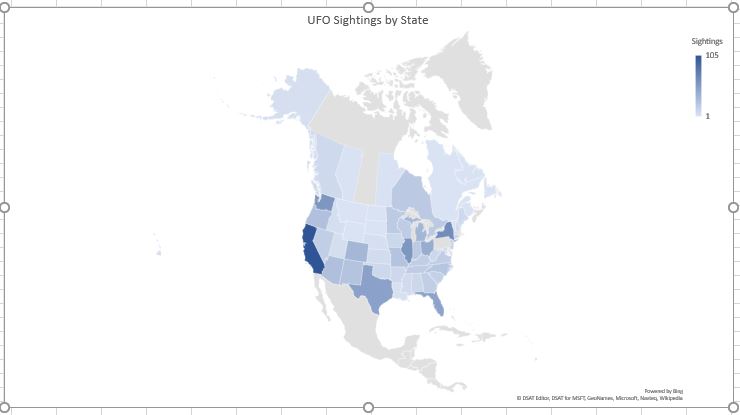 UFO Sightings by State
Sightings
105
1
Powered by Bing
© DSAT Editor, DSAT for MSFT, GeoNames, Microsoft, Navteq, Wikipedia